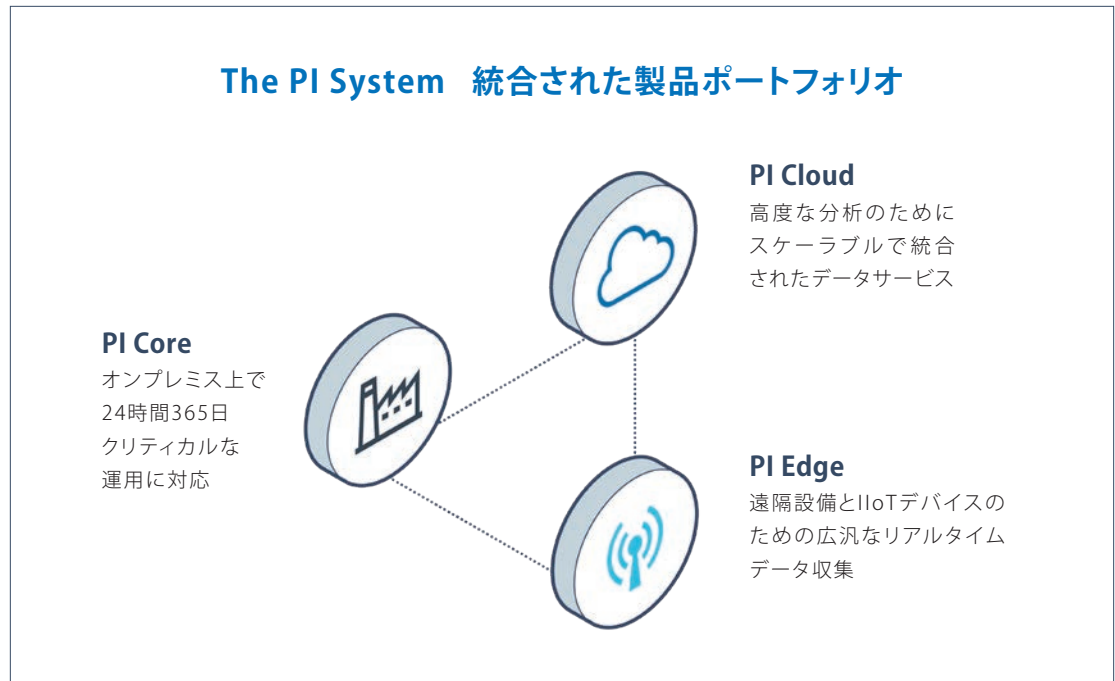 The PI System 統合された製品ポートフォリオ
PI Cloud
高度な分析のために
スケーラブルで統合
されたデータサービス
PI Core
オンプレミス上で
24時間365日
クリティカルな
運用に対応
PI Edge
遠隔設備とIIoTデバイスの
ための広汎なリアルタイム
データ収集